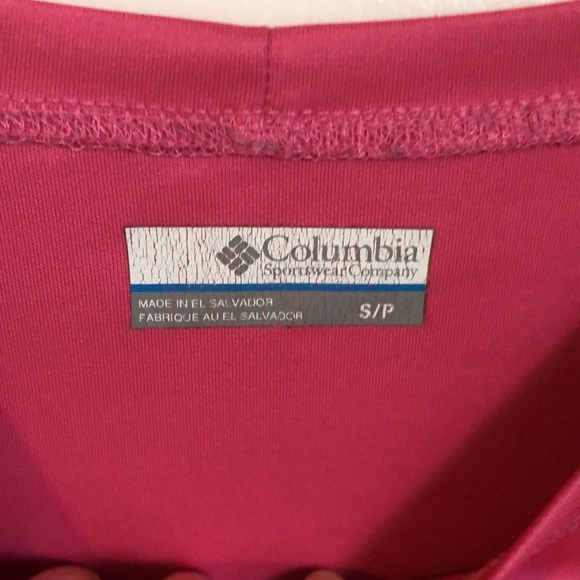 Columbia
Sportswear Company
MADE IN EL SALVADOR
FABRIQUE AU EL SALVADOR
S/P